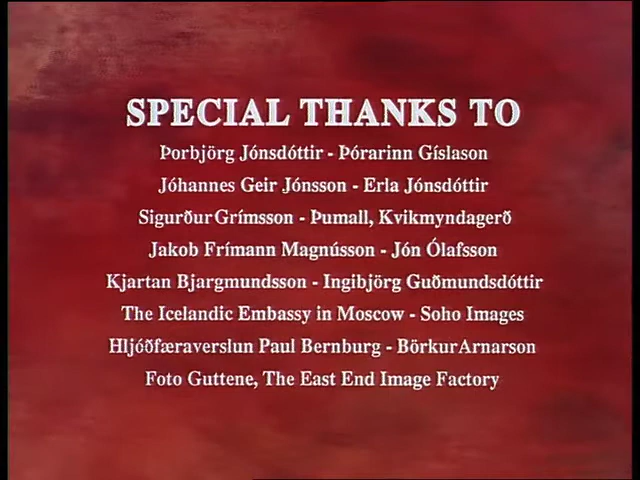 SPECIAL THANKS TO
Þorbjörg Jónsdóttir - Þórarinn Gíslason
Jóhannes Geir Jónsson - Erla Jónsdóttir
Sigurður Grímsson - Þumall, Kvikmyndagerð
Jakob Frímann Magnússon - Jón Ólafsson
Kjartan Bjargmundsson - Ingibjörg Guðmundsdóttir
The Icelandic Embassy in Moscow - Soho Images
Hljóðfæraverslun Paul Bernburg - Börkur Arnarson
Foto Guttene, The East End Image Factory